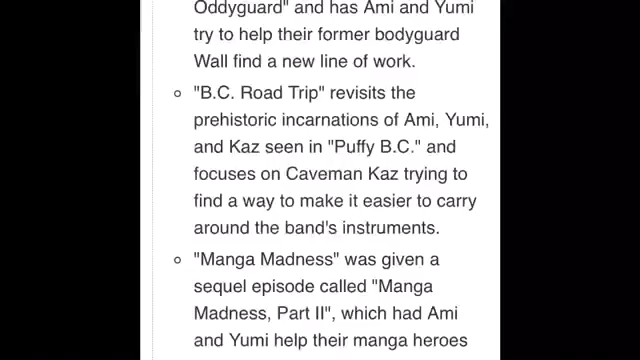 Oddyguard" and has Ami and Yumi
try to help their former bodyguard
Wall find a new line of work.
"B.C. Road Trip" revisits the
prehistoric incarnations of Ami, Yumi,
and Kaz seen in "Puffy B.C." and
focuses on Caveman Kaz trying to
find a way to make it easier to carry
around the band's instruments.
"Manga Madness" was given a
sequel episode called "Manga
Madness, Part II", which had Ami
and Yumi help their manga heroes